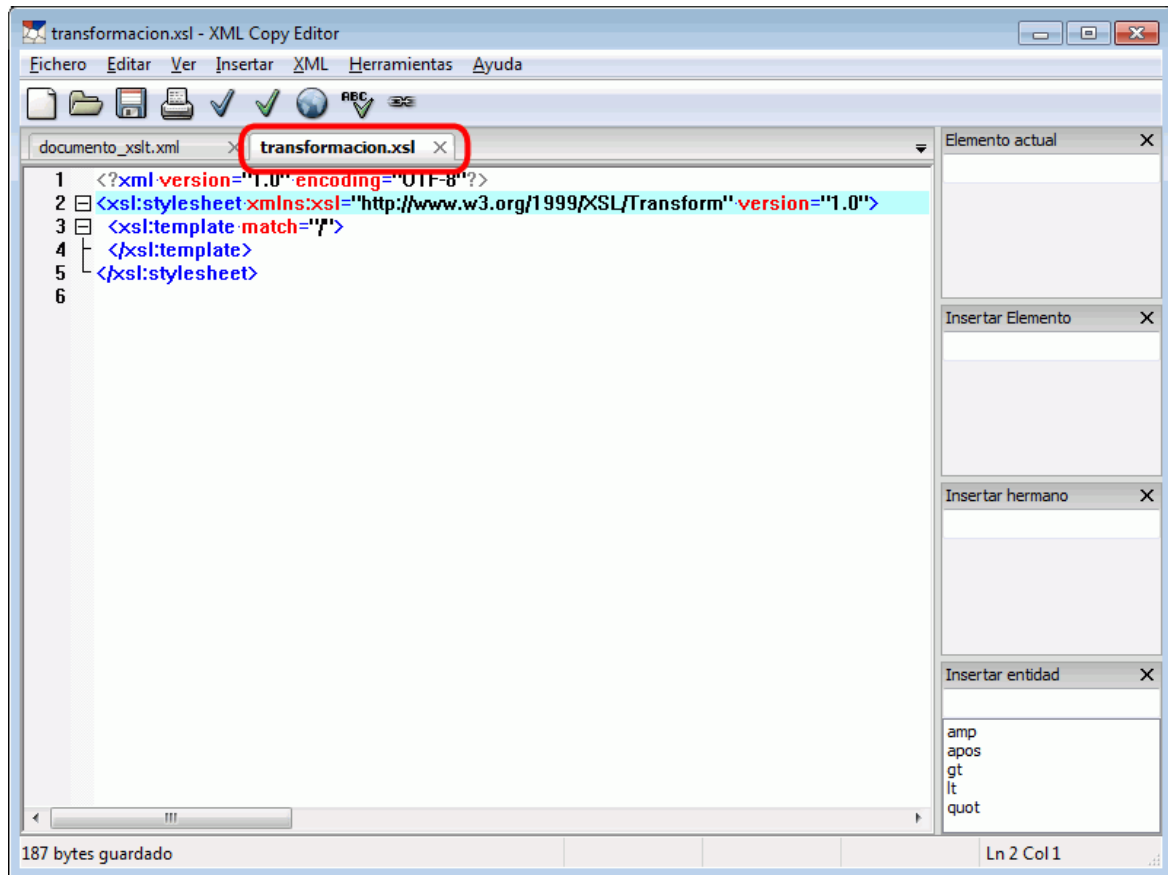 transformacion.xsl - XML Copy Editor
Fichero Editar Ver Insertar XML Herramientas Ayuda
ABC
documento_xslt.xml transformacion.xsl
1 <?xml version="1.0" encoding="UTF-8"?>
2 <xsl:stylesheet xmlns:xsl="http://www.w3.org/1999/XSL/Transform" version="1.0">
3 <xsl:template match="/">
4 </xsl:template>
5 </xsl:stylesheet>
6
Elemento actual
Insertar Elemento
Insertar hermano
Insertar entidad
amp
apos
gt
lt
quot
187 bytes guardado
Ln 2 Col 1